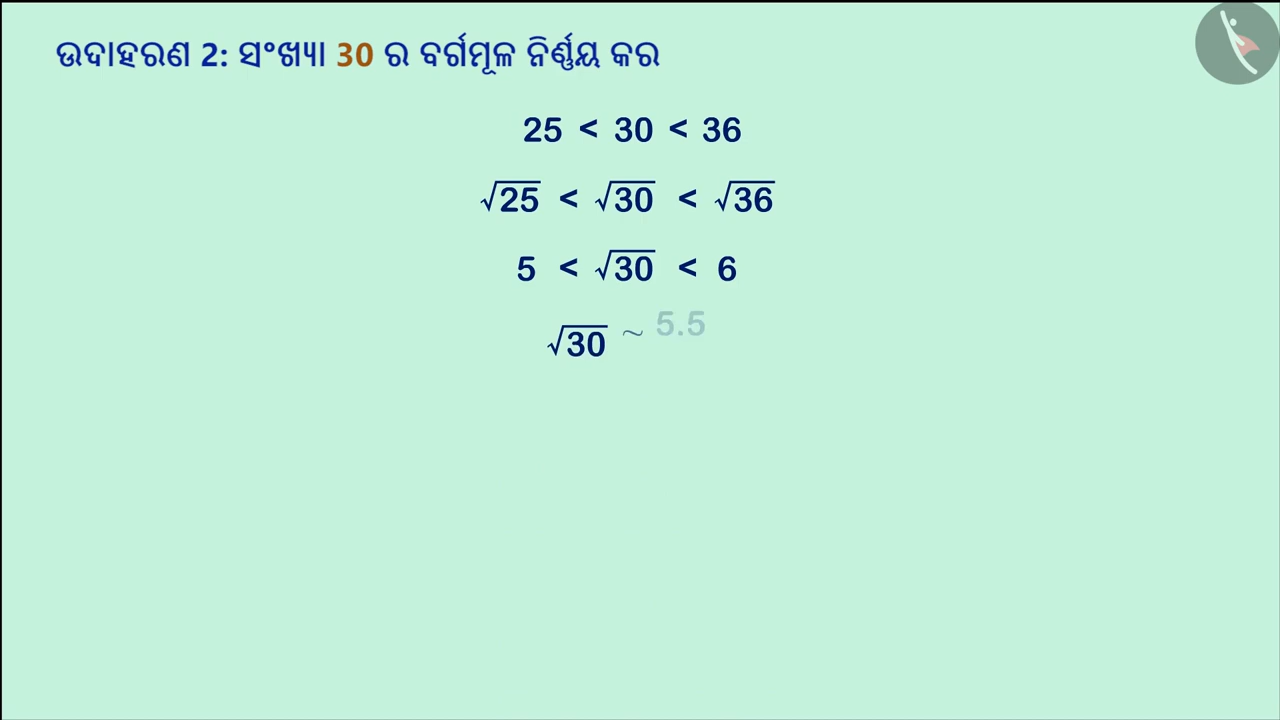 ଉଦାହରଣ 2: ସଂଖ୍ୟା 30 ର ବର୍ଗମୂଳ ନିର୍ଣ୍ଣୟ କର
25 < 30 < 36
√25 < √30 < √36
5 < √30 < 6
√30 ~ 5.5